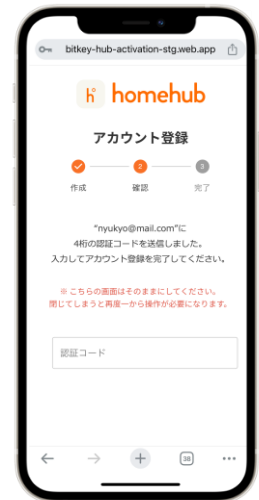 bitkey-hub-activation-stg.web.app
homehub
アカウント登録
2
3
作成
確認
完了
“nyukyo@mail.com”に
4桁の認証コードを送信しました。
入力してアカウント登録を完了してください。
※こちらの画面はそのままにしてください。
閉じてしまうと再度一から操作が必要になります。
認証コード
38